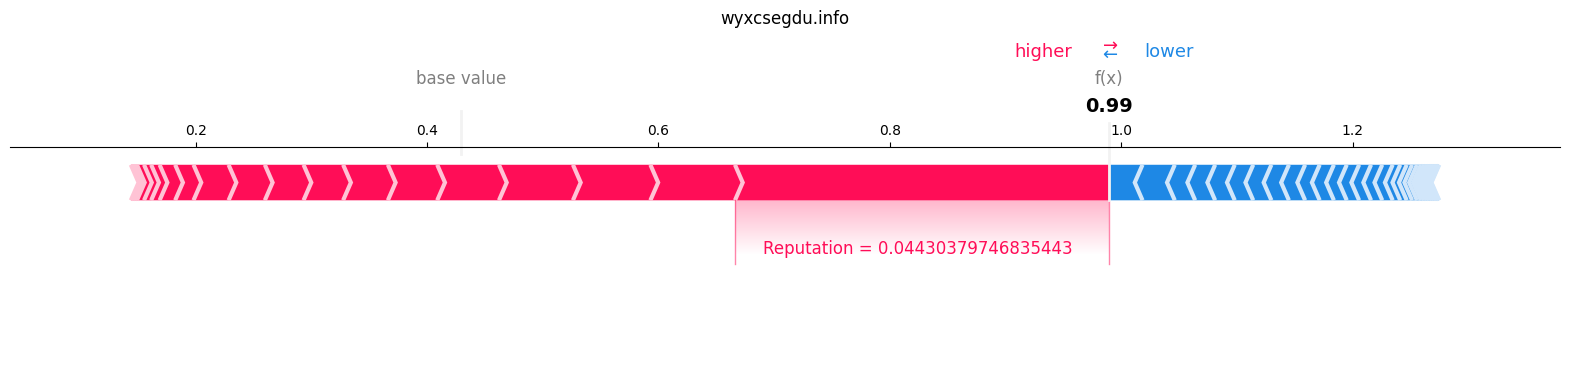 wyxcsegdu.info
higher ⇄ lower
base value f(x)
0.99
0.2 0.4 0.6 0.8 1.0 1.2
Reputation = 0.04430379746835443